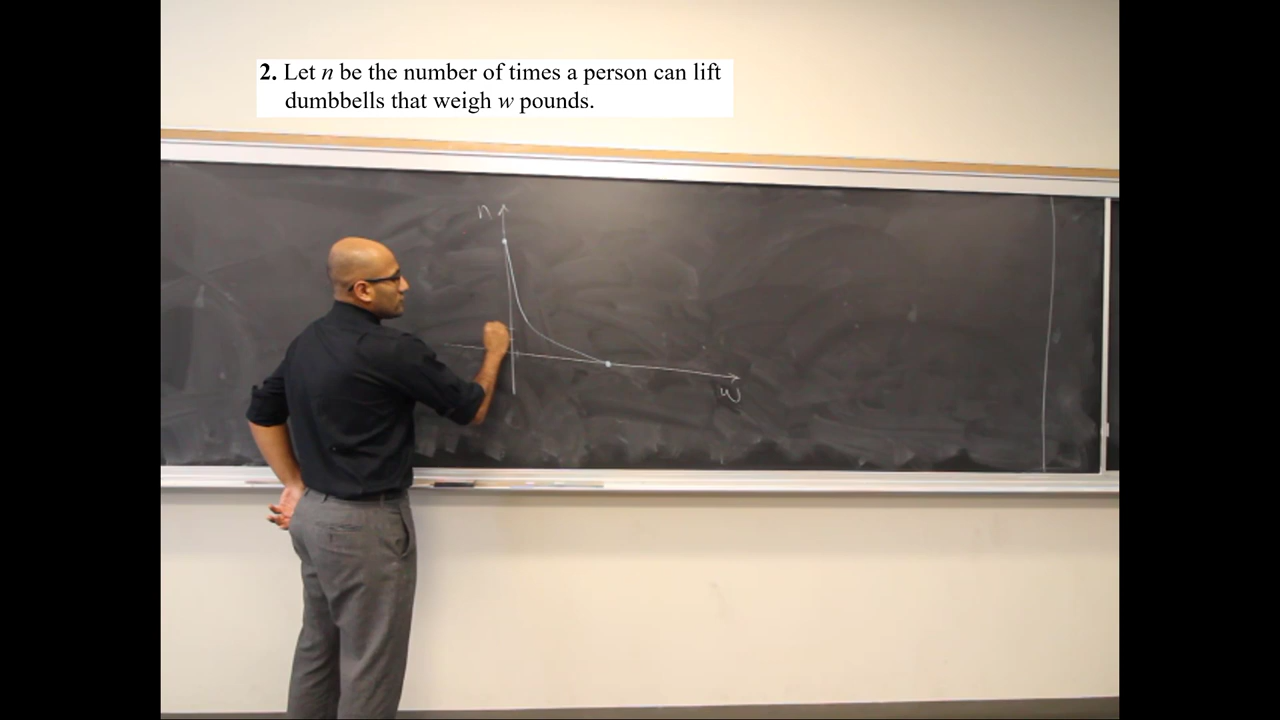 2. Let n be the number of times a person can lift
dumbbells that weigh w pounds.
n
w